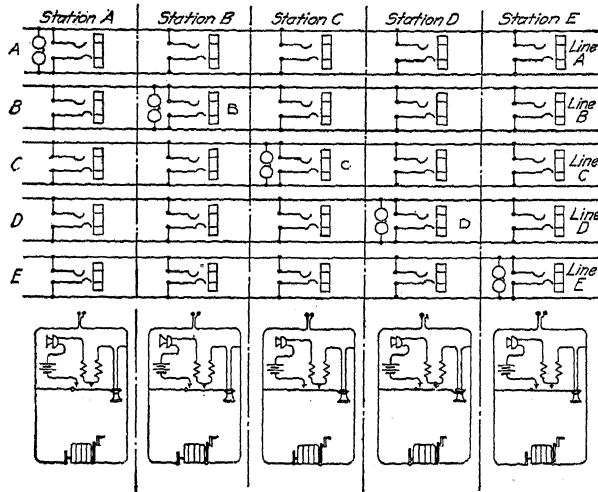 Station A Station B Station C Station D Station E
A Line A
B B Line B
C C Line C
D D Line D
E Line E